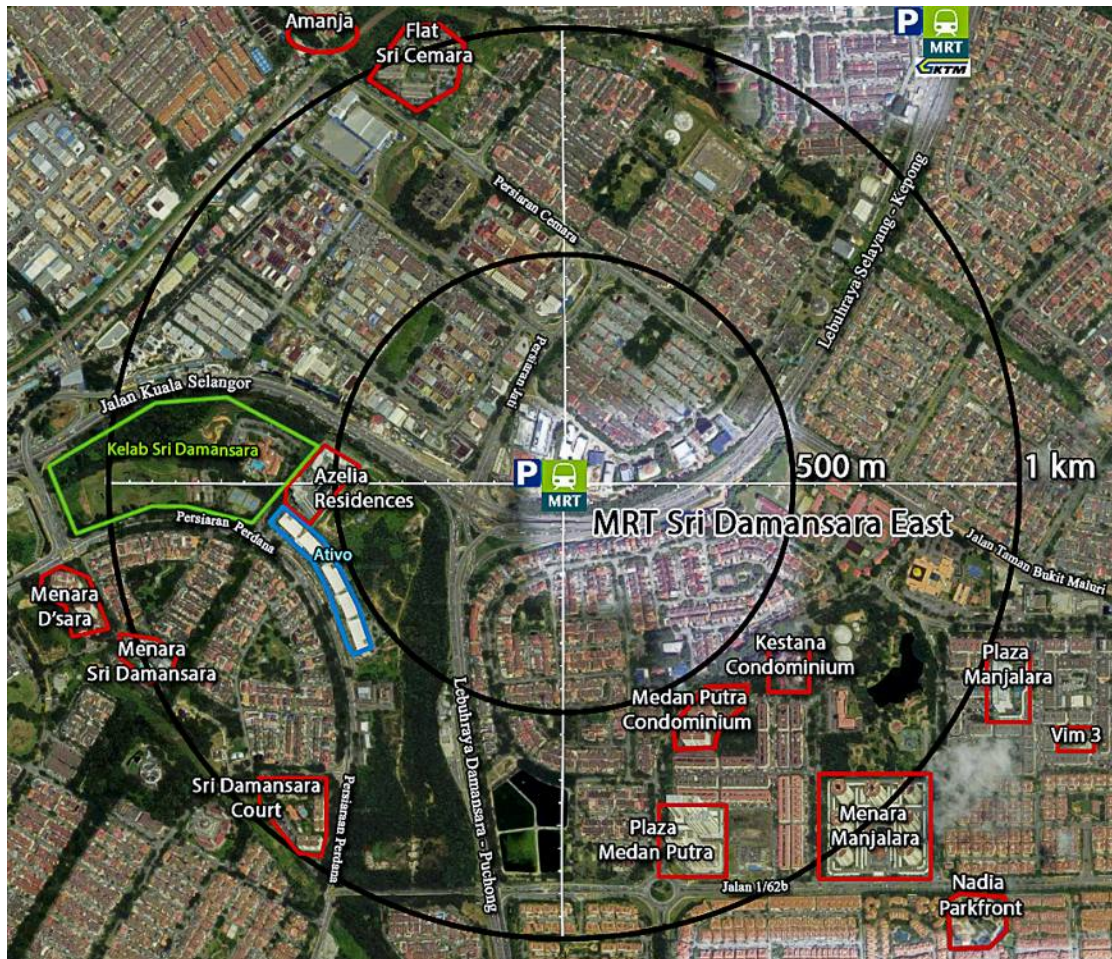 Amanja
Flat
Sri Cemara
P
MRT
KTM
Persiaran Cemara
Lebuhraya Selayang - Kepong
Persiaran Jati
Jalan Kuala Selangor
Kelab Sri Damansara
Azelia
Residences
P
MRT
500 m
1 km
MRT Sri Damansara East
Persiaran Perdana
Ativo
Jalan Taman Bukit Maluri
Menara
D'sara
Menara
Sri Damansara
Kestana
Condominium
Plaza
Manjalara
Medan Putra
Condominium
Vim 3
Lebuhraya Damansara - Puchong
Sri Damansara
Court
Persiaraan Perdana
Plaza
Medan Putra
Menara
Manjalara
Jalan 1/62b
Nadia
Parkfront